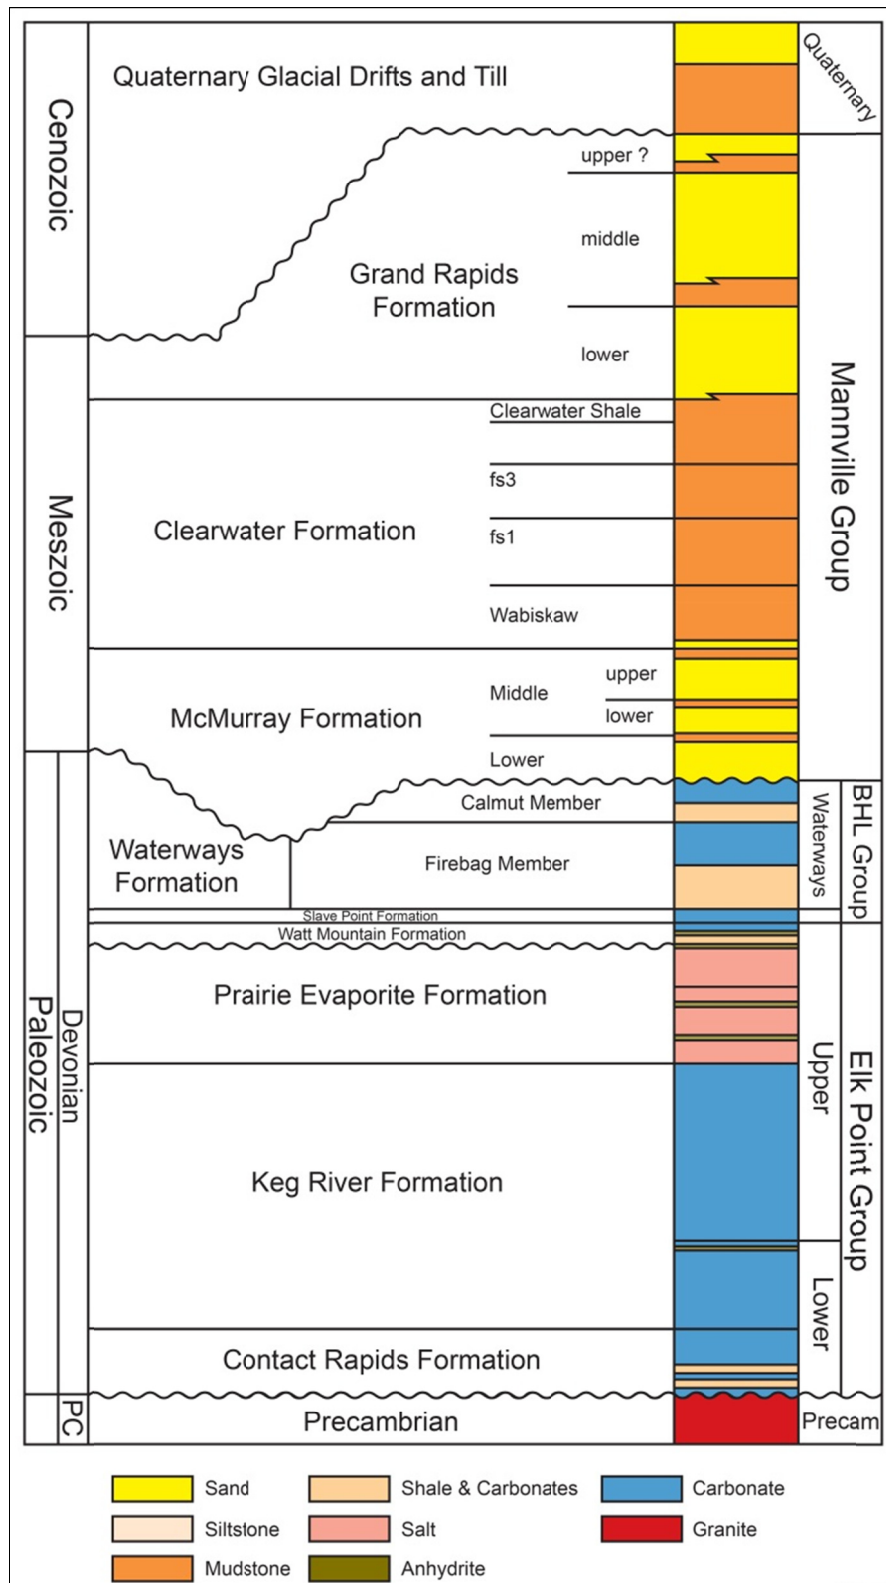 Cenozoic
Quaternary Glacial Drifts and Till
Quaternary
upper ?
middle
Grand Rapids
Formation
lower
Mannville Group
Meszoic
Clearwater Shale
fs3
Clearwater Formation
fs1
Wabiskaw
upper
Middle
McMurray Formation
lower
Lower
Calmut Member
Waterways
Formation
Firebag Member
Waterways
BHL Group
Slave Point Formation
Watt Mountain Formation
Paleozoic
Devonian
Prairie Evaporite Formation
Upper
Elk Point Group
Keg River Formation
Lower
Contact Rapids Formation
PC
Precambrian
Precam
Sand
Shale & Carbonates
Carbonate
Siltstone
Salt
Granite
Mudstone
Anhydrite